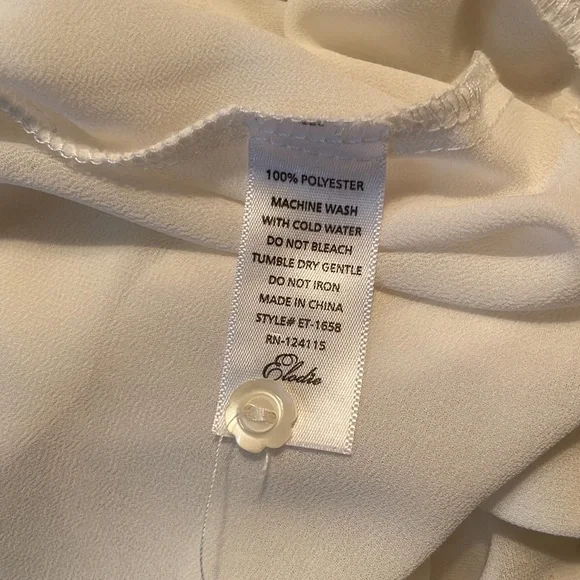 100% POLYESTER
MACHINE WASH
WITH COLD WATER
DO NOT BLEACH
TUMBLE DRY GENTLE
DO NOT IRON
MADE IN CHINA
STYLE# ET-1658
RN-124115
Elodie